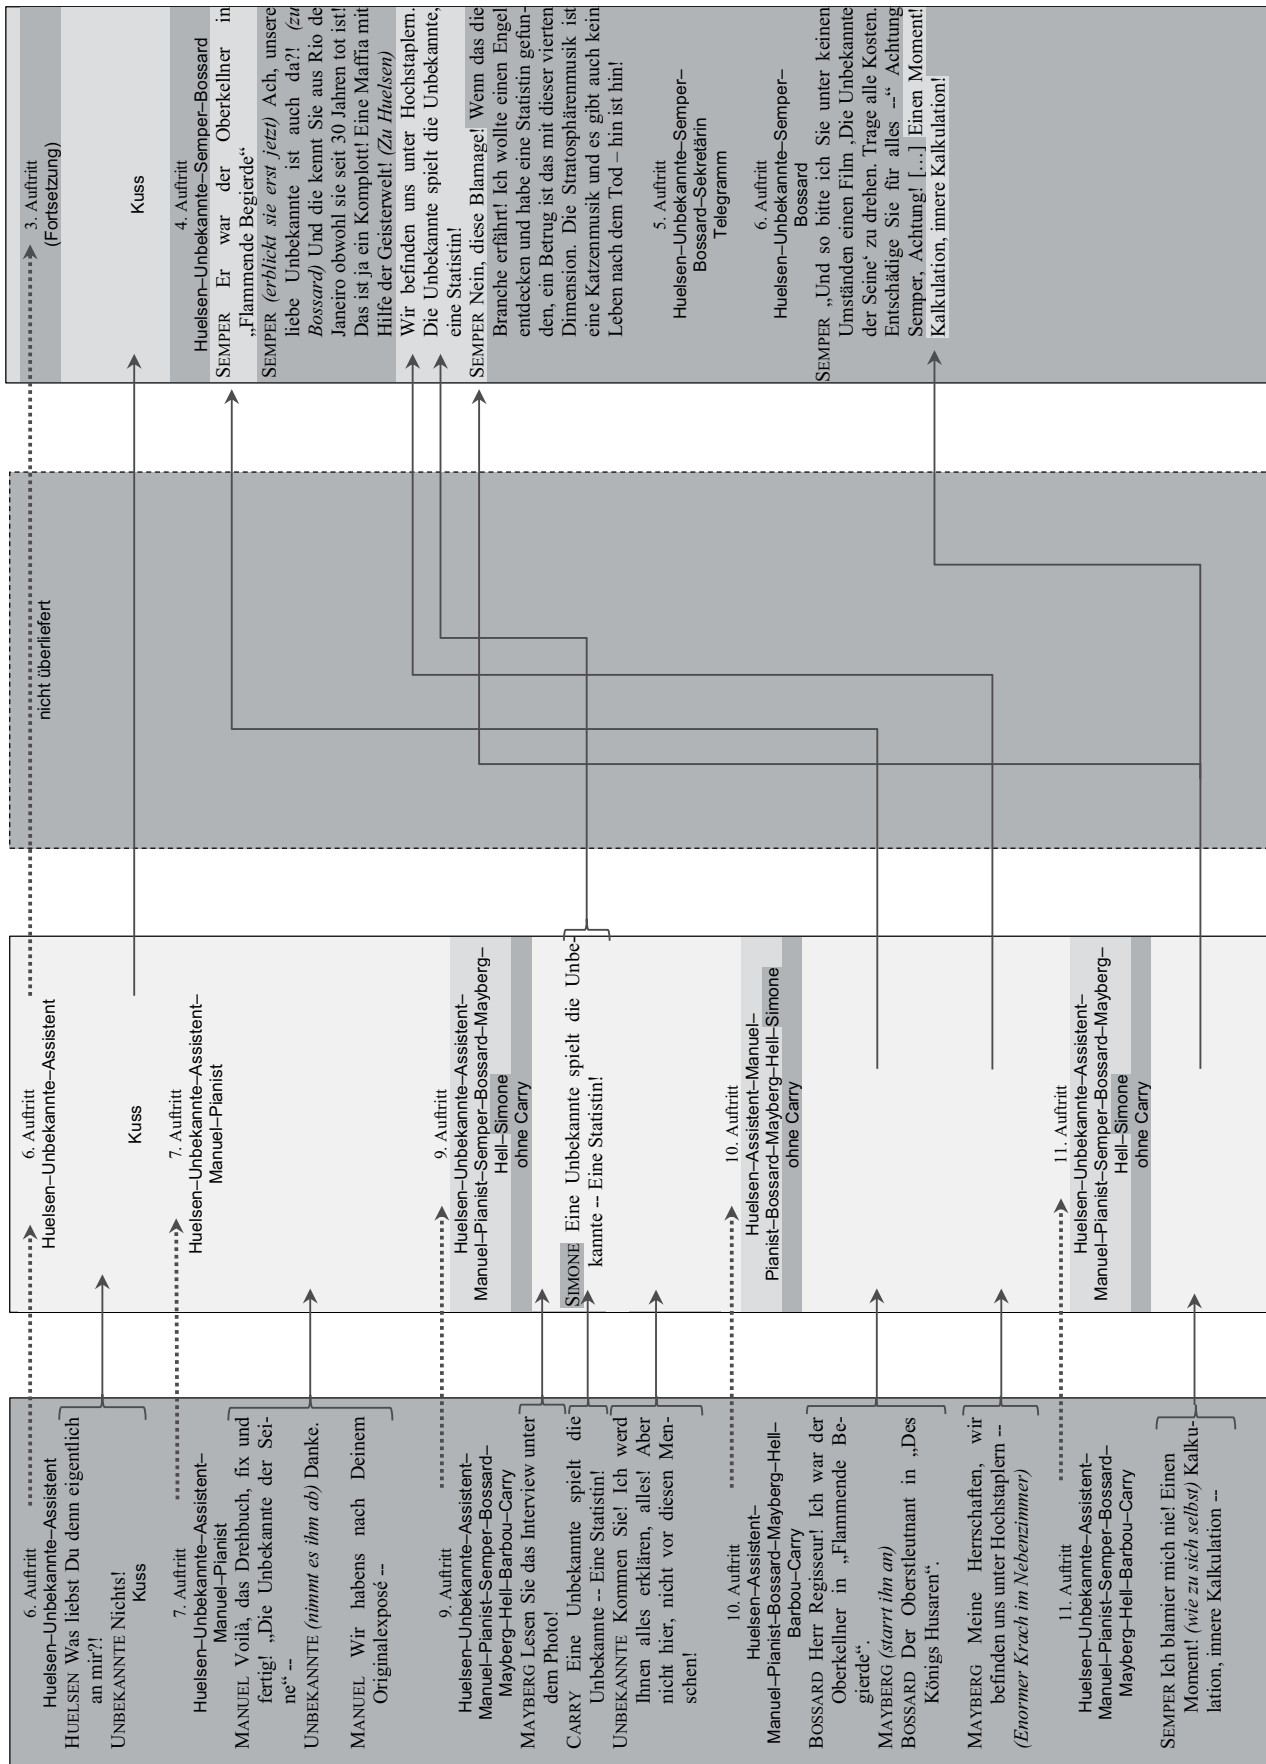 6. Auftritt
Huelsen–Unbekannte–Assistent
HUELSEN Was liebst Du denn eigentlich
an mir?!
UNBEKANNTE Nichts!
Kuss
7. Auftritt
Huelsen–Unbekannte–Assistent–
Manuel–Pianist
MANUEL Voilà, das Drehbuch, fix und
fertig! „Die Unbekannte der Sei-
ne“ --
UNBEKANNTE (nimmt es ihm ab) Danke.
MANUEL Wir habens nach Deinem
Originalexposé --
9. Auftritt
Huelsen–Unbekannte–Assistent–
Manuel–Pianist–Semper–Bossard–
Mayberg–Hell–Barbou–Carry
MAYBERG Lesen Sie das Interview unter
dem Photo!
CARRY Eine Unbekannte spielt die
Unbekannte -- Eine Statistin!
UNBEKANNTE Kommen Sie! Ich werd
Ihnen alles erklären, alles! Aber
nicht hier, nicht vor diesen Men-
schen!
10. Auftritt
Huelsen–Assistent–
Manuel–Pianist–Bossard–Mayberg–Hell–
Barbou–Carry
BOSSARD Herr Regisseur! Ich war der
Oberkellner in „Flammende Be-
gierde“.
MAYBERG (starrt ihn an)
BOSSARD Der Oberstleutnant in „Des
Königs Husaren“.
MAYBERG Meine Herrschaften, wir
befinden uns unter Hochstaplern --
(Enormer Krach im Nebenzimmer)
11. Auftritt
Huelsen–Unbekannte–Assistent–
Manuel–Pianist–Semper–Bossard–
Mayberg–Hell–Barbou–Carry
SEMPER Ich blamier mich nie! Einen
Moment! (wie zu sich selbst) Kalku-
lation, innere Kalkulation --
6. Auftritt
Huelsen–Unbekannte–Assistent
Kuss
7. Auftritt
Huelsen–Unbekannte–Assistent–
Manuel–Pianist
9. Auftritt
Huelsen–Unbekannte–Assistent–
Manuel–Pianist–Semper–Bossard–Mayberg–
Hell–Simone
ohne Carry
SIMONE Eine Unbekannte spielt die Unbe-
kannte -- Eine Statistin!
10. Auftritt
Huelsen–Assistent–Manuel–
Pianist–Bossard–Mayberg–Hell–Simone
ohne Carry
11. Auftritt
Huelsen–Unbekannte–Assistent–
Manuel–Pianist–Semper–Bossard–Mayberg–
Hell–Simone
ohne Carry
nicht überliefert
3. Auftritt
(Fortsetzung)
Kuss
4. Auftritt
Huelsen–Unbekannte–Semper–Bossard
SEMPER Er war der Oberkellner in
„Flammende Begierde“
SEMPER (erblickt sie erst jetzt) Ach, unsere
liebe Unbekannte ist auch da?! (zu
Bossard) Und die kennt Sie aus Rio de
Janeiro obwohl sie seit 30 Jahren tot ist!
Das ist ja ein Komplott! Eine Maffia mit
Hilfe der Geisterwelt! (Zu Huelsen)
Wir befinden uns unter Hochstaplern.
Die Unbekannte spielt die Unbekannte,
eine Statistin!
SEMPER Nein, diese Blamage! Wenn das die
Branche erfährt! Ich wollte einen Engel
entdecken und habe eine Statistin gefun-
den, ein Betrug ist das mit dieser vierten
Dimension. Die Stratosphärenmusik ist
eine Katzenmusik und es gibt auch kein
Leben nach dem Tod – hin ist hin!
5. Auftritt
Huelsen–Unbekannte–Semper–
Bossard–Sekretärin
Telegramm
6. Auftritt
Huelsen–Unbekannte–Semper–
Bossard
SEMPER „Und so bitte ich Sie unter keinen
Umständen einen Film ‚Die Unbekannte
der Seine‘ zu drehen. Trage alle Kosten.
Entschädige Sie für alles --“ Achtung
Semper, Achtung! [...] Einen Moment!
Kalkulation, innere Kalkulation!